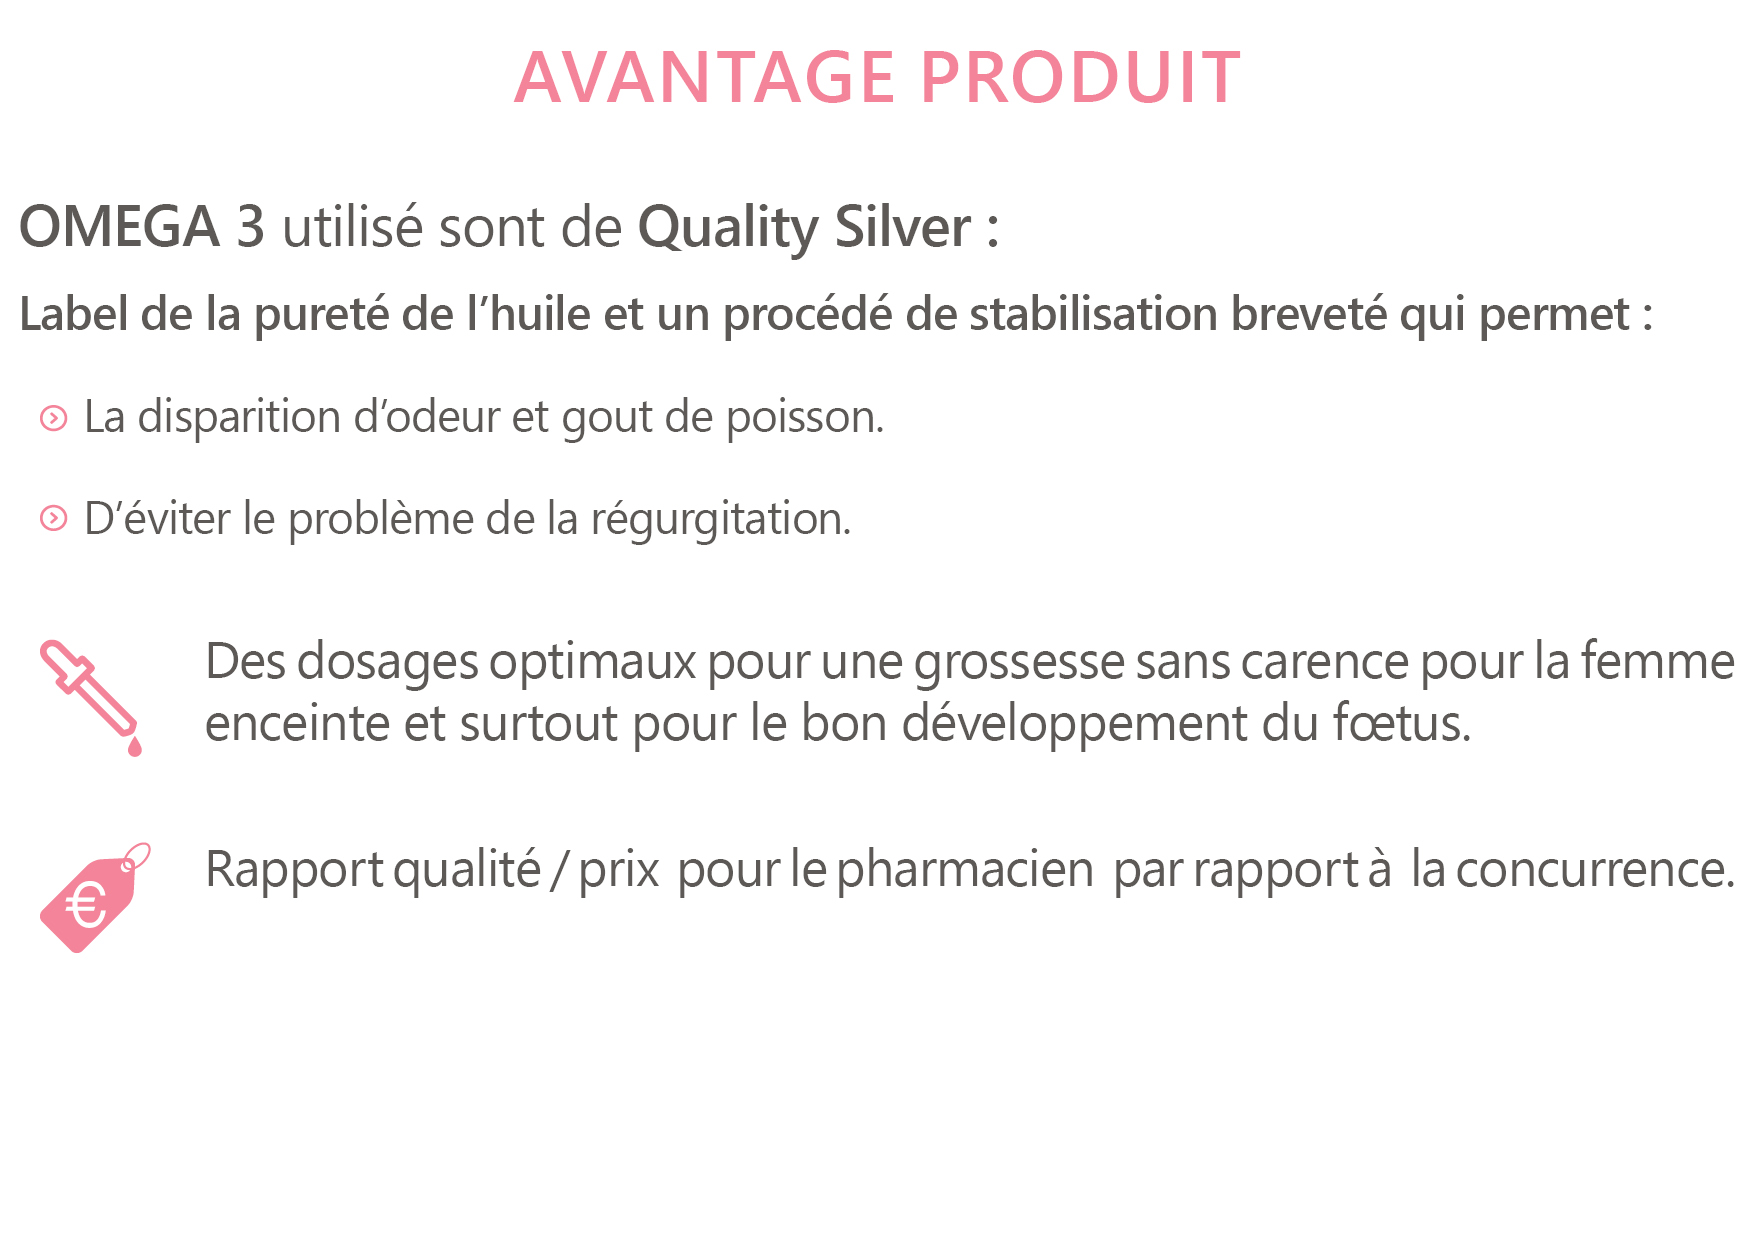 AVANTAGE PRODUIT
OMEGA 3 utilisé sont de Quality Silver :
Label de la pureté de l’huile et un procédé de stabilisation breveté qui permet :
La disparition d’odeur et gout de poisson.
D’éviter le problème de la régurgitation.
Des dosages optimaux pour une grossesse sans carence pour la femme
enceinte et surtout pour le bon développement du fœtus.
€
Rapport qualité / prix pour le pharmacien par rapport à la concurrence.